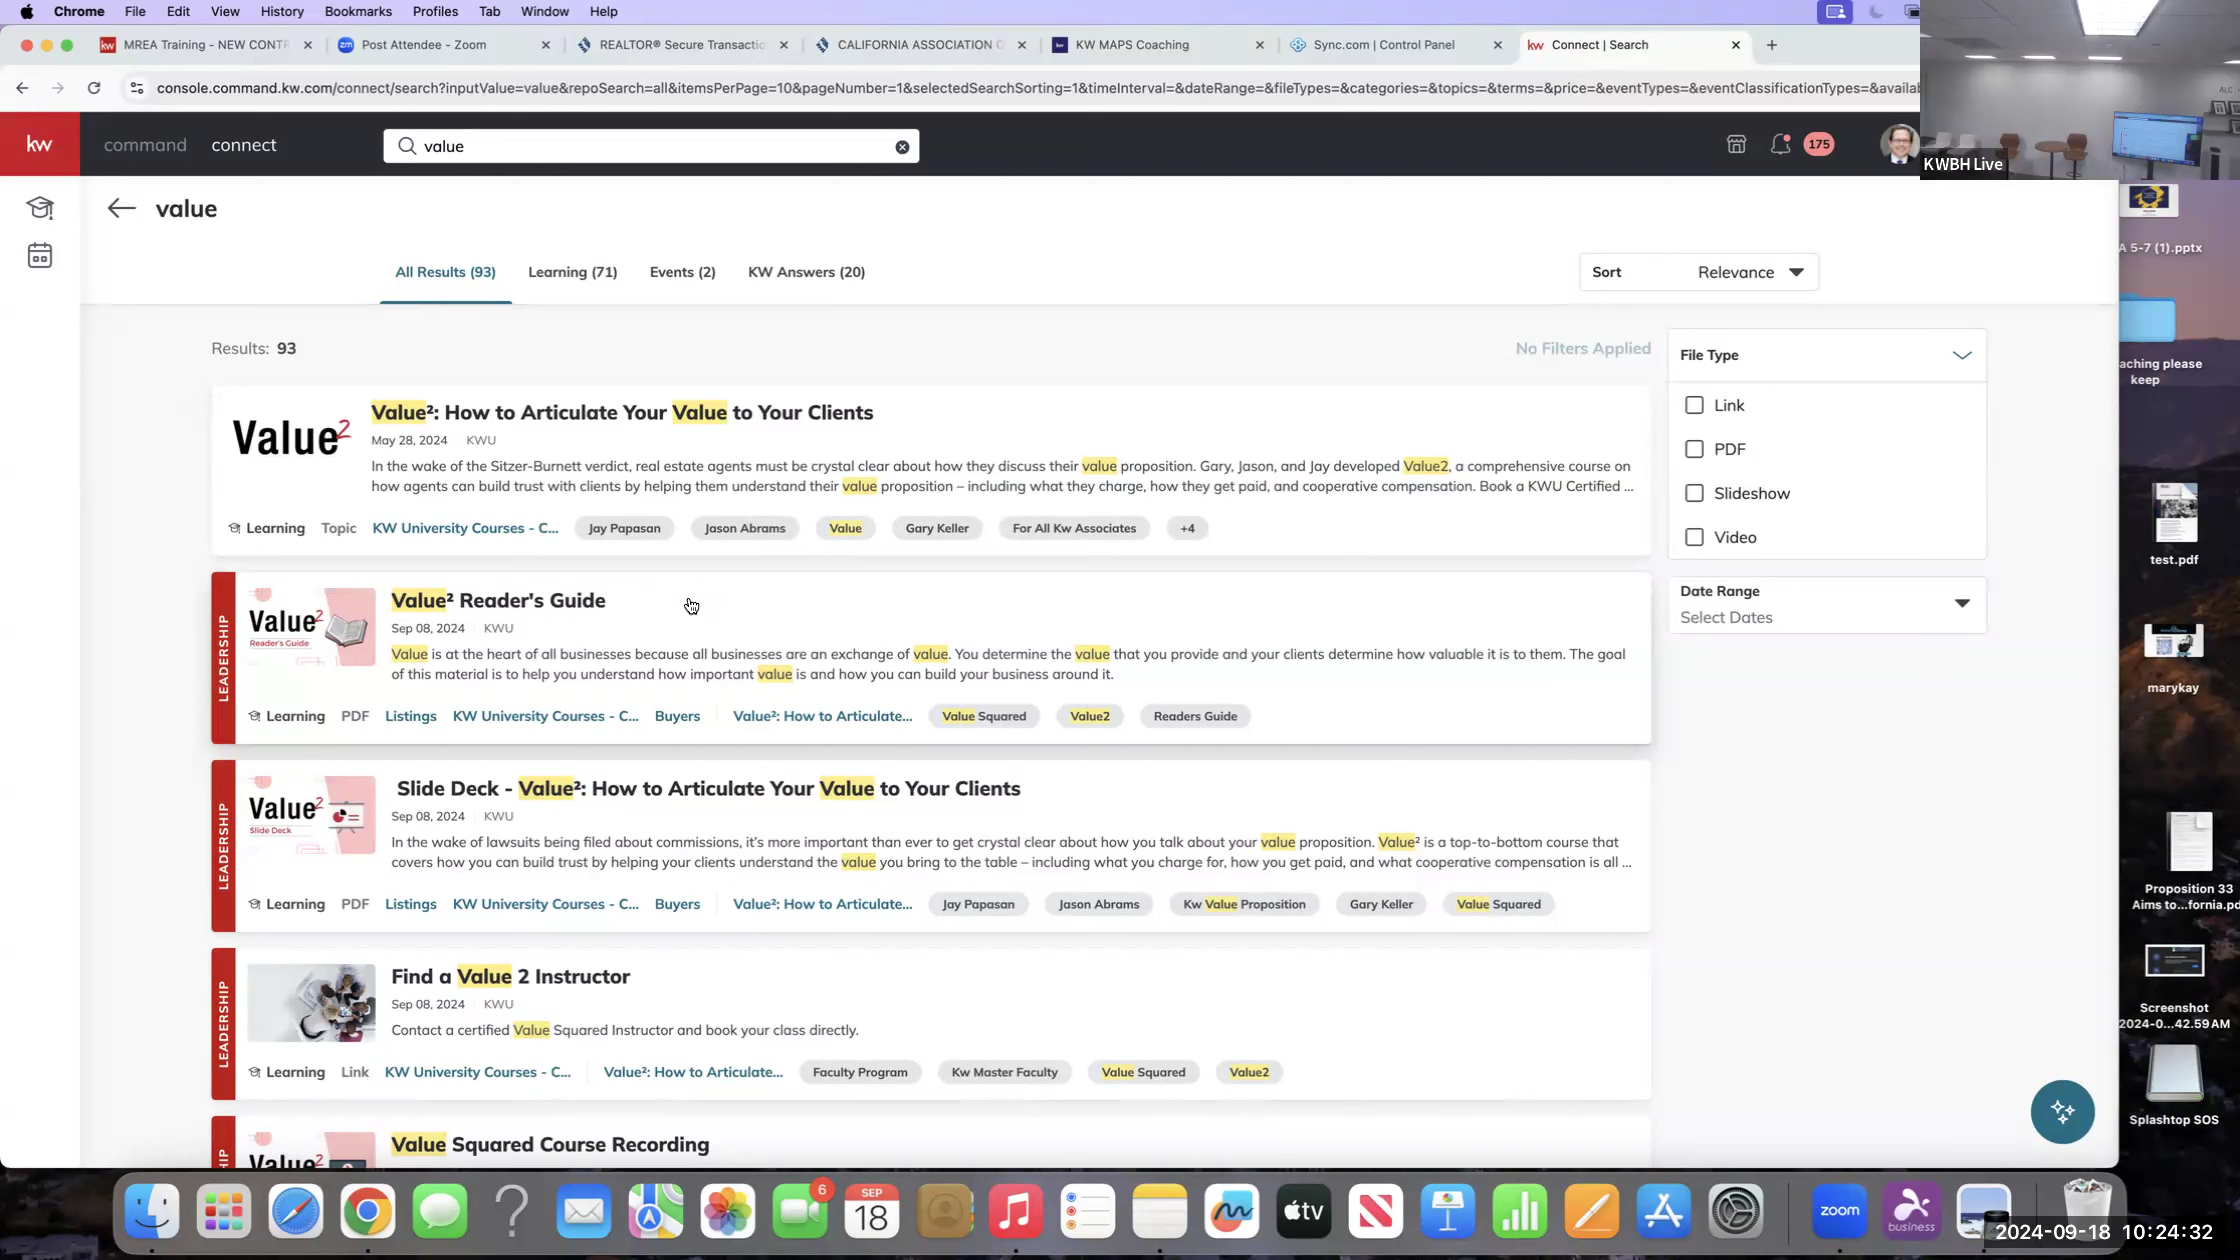 Chrome File Edit View History Bookmarks Profiles Tab Window Help
kw MREA Training - NEW CONTR
zm Post Attendee - Zoom
REALTOR® Secure Transactic
CALIFORNIA ASSOCIATION O
kw KW MAPS Coaching
Sync.com | Control Panel
kw Connect | Search
console.command.kw.com/connect/search?inputValue=value&repoSearch=all&itemsPerPage=10&pageNumber=1&selectedSearchSorting=1&timeInterval=&dateRange=&fileTypes=&categories=&topics=&terms=&price=&eventTypes=&eventClassificationTypes=&availab
kw command connect value 175
KWBH Live
value
All Results (93) Learning (71) Events (2) KW Answers (20)
Sort Relevance
Results: 93 No Filters Applied
Value2
Value²: How to Articulate Your Value to Your Clients
May 28, 2024 KWU
In the wake of the Sitzer-Burnett verdict, real estate agents must be crystal clear about how they discuss their value proposition. Gary, Jason, and Jay developed Value2, a comprehensive course on
how agents can build trust with clients by helping them understand their value proposition – including what they charge, how they get paid, and cooperative compensation. Book a KWU Certified ...
Learning Topic KW University Courses - C... Jay Papasan Jason Abrams Value Gary Keller For All Kw Associates +4
LEADERSHIP
Value2
Reader's Guide
Value² Reader's Guide
Sep 08, 2024 KWU
Value is at the heart of all businesses because all businesses are an exchange of value. You determine the value that you provide and your clients determine how valuable it is to them. The goal
of this material is to help you understand how important value is and how you can build your business around it.
Learning PDF Listings KW University Courses - C... Buyers Value²: How to Articulate... Value Squared Value2 Readers Guide
LEADERSHIP
Value2
Slide Deck
Slide Deck - Value²: How to Articulate Your Value to Your Clients
Sep 08, 2024 KWU
In the wake of lawsuits being filed about commissions, it's more important than ever to get crystal clear about how you talk about your value proposition. Value² is a top-to-bottom course that
covers how you can build trust by helping your clients understand the value you bring to the table – including what you charge for, how you get paid, and what cooperative compensation is all ...
Learning PDF Listings KW University Courses - C... Buyers Value²: How to Articulate... Jay Papasan Jason Abrams Kw Value Proposition Gary Keller Value Squared
LEADERSHIP
Find a Value 2 Instructor
Sep 08, 2024 KWU
Contact a certified Value Squared Instructor and book your class directly.
Learning Link KW University Courses - C... Value²: How to Articulate... Faculty Program Kw Master Faculty Value Squared Value2
Value2
Value Squared Course Recording
File Type
Link
PDF
Slideshow
Video
Date Range
Select Dates
A 5-7 (1).pptx
aching please
keep
test.pdf
marykay
Proposition 33
Aims to...fornia.pd
Screenshot
2024-0...42.59 AM
Splashtop SOS
6
SEP
18
tv
zoom
business
2024-09-18 10:24:32